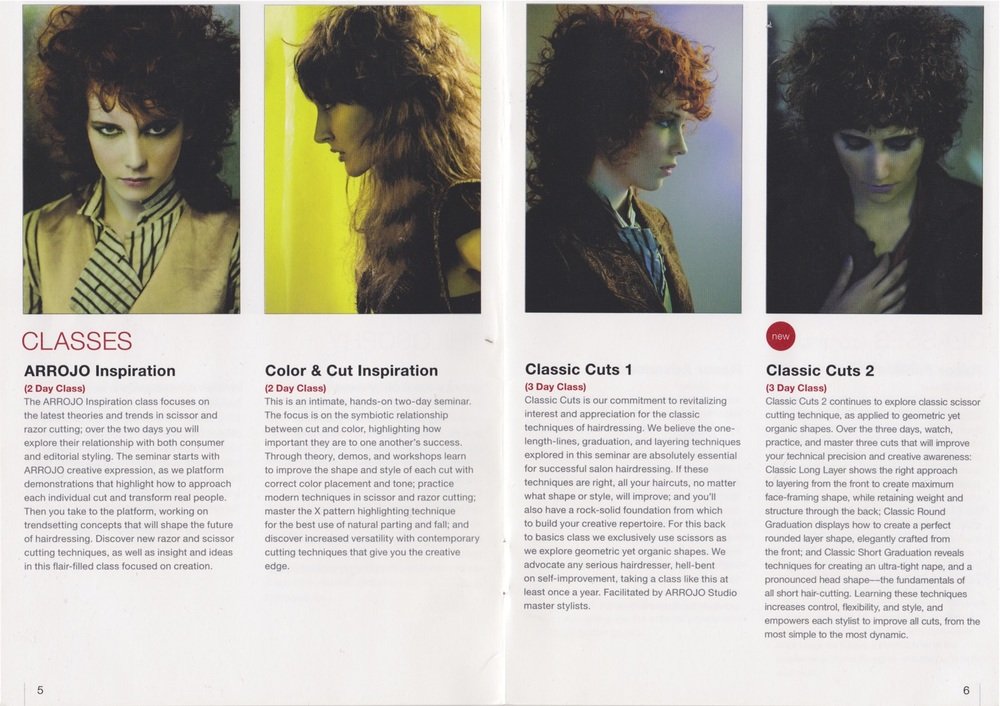 CLASSES
ARROJO Inspiration
(2 Day Class)
The ARROJO Inspiration class focuses on
the latest theories and trends in scissor and
razor cutting; over the two days you will
explore their relationship with both consumer
and editorial styling. The seminar starts with
ARROJO creative expression, as we platform
demonstrations that highlight how to approach
each individual cut and transform real people.
Then you take to the platform, working on
trendsetting concepts that will shape the future
of hairdressing. Discover new razor and scissor
cutting techniques, as well as insight and ideas
in this flair-filled class focused on creation.
Color & Cut Inspiration
(2 Day Class)
This is an intimate, hands-on two-day seminar.
The focus is on the symbiotic relationship
between cut and color, highlighting how
important they are to one another's success.
Through theory, demos, and workshops learn
to improve the shape and style of each cut with
correct color placement and tone; practice
modern techniques in scissor and razor cutting;
master the X pattern highlighting technique
for the best use of natural parting and fall; and
discover increased versatility with contemporary
cutting techniques that give you the creative
edge.
Classic Cuts 1
(3 Day Class)
Classic Cuts is our commitment to revitalizing
interest and appreciation for the classic
techniques of hairdressing. We believe the one-
length-lines, graduation, and layering techniques
explored in this seminar are absolutely essential
for successful salon hairdressing. If these
techniques are right, all your haircuts, no matter
what shape or style, will improve; and you'll
also have a rock-solid foundation from which
to build your creative repertoire. For this back
to basics class we exclusively use scissors as
we explore geometric yet organic shapes. We
advocate any serious hairdresser, hell-bent
on self-improvement, taking a class like this at
least once a year. Facilitated by ARROJO Studio
master stylists.
new
Classic Cuts 2
(3 Day Class)
Classic Cuts 2 continues to explore classic scissor
cutting technique, as applied to geometric yet
organic shapes. Over the three days, watch,
practice, and master three cuts that will improve
your technical precision and creative awareness:
Classic Long Layer shows the right approach
to layering from the front to create maximum
face-framing shape, while retaining weight and
structure through the back; Classic Round
Graduation displays how to create a perfect
rounded layer shape, elegantly crafted from
the front; and Classic Short Graduation reveals
techniques for creating an ultra-tight nape, and a
pronounced head shape—the fundamentals of
all short hair-cutting. Learning these techniques
increases control, flexibility, and style, and
empowers each stylist to improve all cuts, from the
most simple to the most dynamic.
5
6